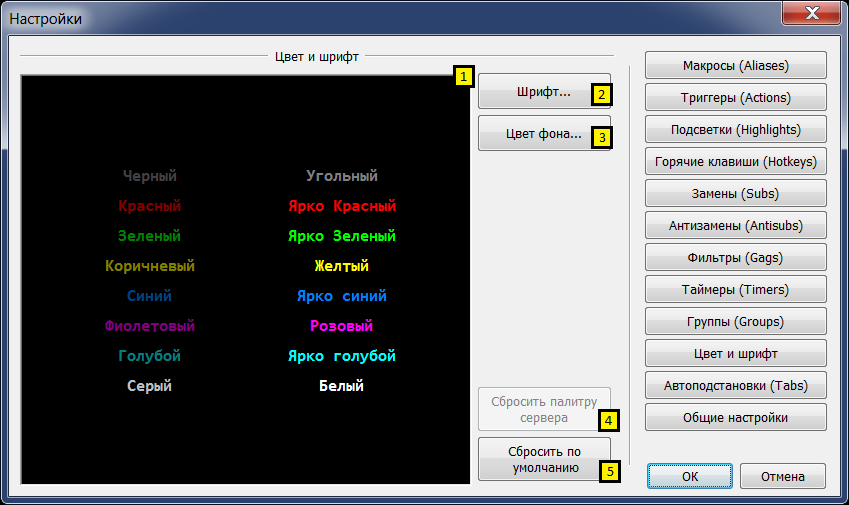 Настройки
Цвет и шрифт
1
Шрифт...
2
Цвет фона...
3
Черный Угольный
Красный Ярко Красный
Зеленый Ярко Зеленый
Коричневый Желтый
Синий Ярко синий
Фиолетовый Розовый
Голубой Ярко голубой
Серый Белый
Сбросить палитру
сервера
4
Сбросить по
умолчанию
5
Макросы (Aliases)
Триггеры (Actions)
Подсветки (Highlights)
Горячие клавиши (Hotkeys)
Замены (Subs)
Антизамены (Antisubs)
Фильтры (Gags)
Таймеры (Timers)
Группы (Groups)
Цвет и шрифт
Автоподстановки (Tabs)
Общие настройки
ОК Отмена